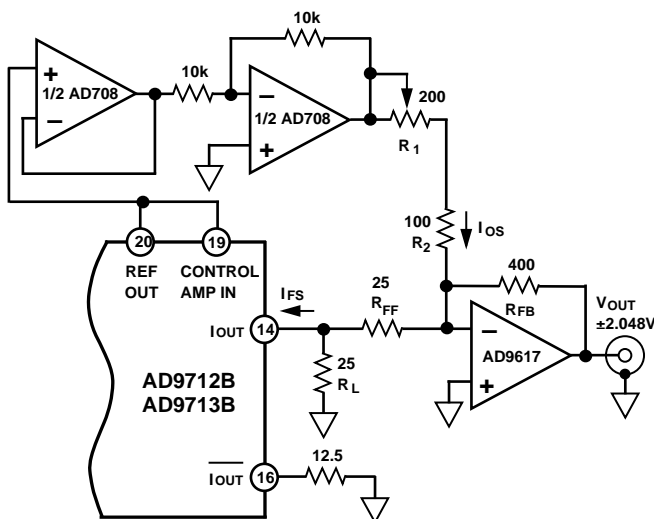 10k
10k
+
1/2 AD708
–
–
1/2 AD708
+
200
R1
20
19
REF OUT
CONTROL AMP IN
100
R2
IOS
IFS
25
RFF
400
RFB
VOUT
±2.048V
IOUT
14
–
AD9617
+
25
RL
AD9712B
AD9713B
12.5
IOUT
16